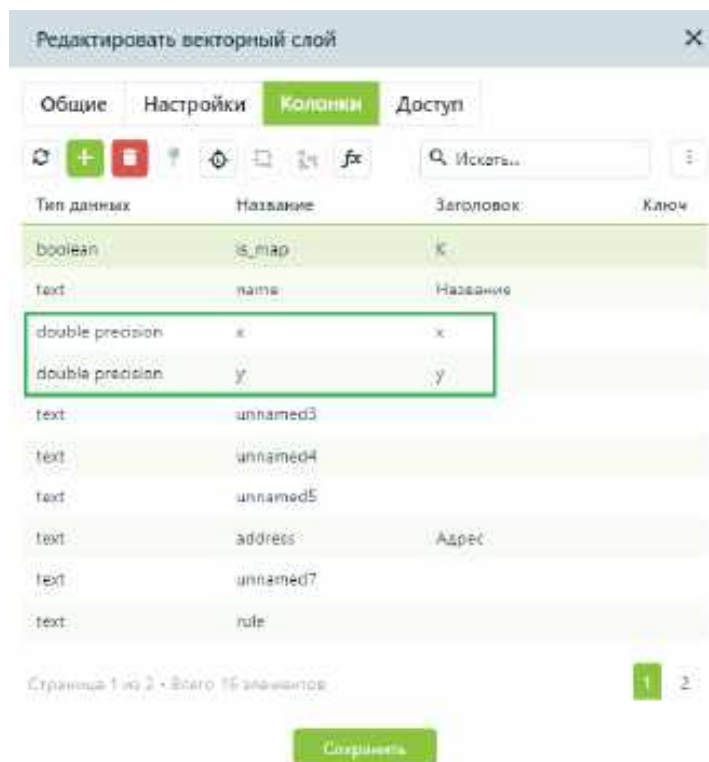 Редактировать векторный слой
Общие Настройки Колонки Доступ
fx Искать...
Тип данных Название Заголовок Ключ
boolean is_map K
text name Название
double precision x x
double precision y y
text unnamed3
text unnamed4
text unnamed5
text address Адрес
text unnamed7
text rule
Страница 1 из 2 • Всего 16 элементов 1 2
Сохранить